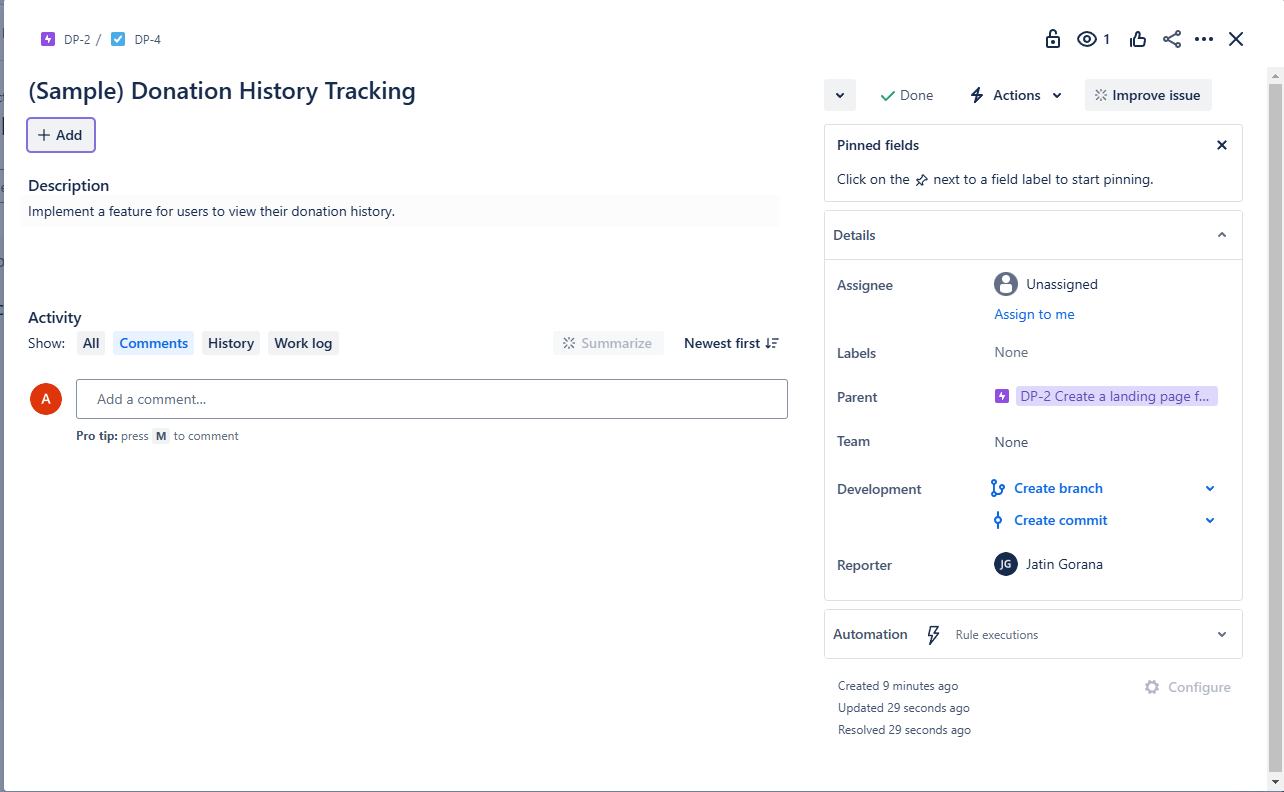 DP-2 / DP-4
1
(Sample) Donation History Tracking
+ Add
Description
Implement a feature for users to view their donation history.
Activity
Show: All Comments History Work log Summarize Newest first
A Add a comment...
Pro tip: press M to comment
Done Actions Improve issue
Pinned fields
Click on the next to a field label to start pinning.
Details
Assignee Unassigned
Assign to me
Labels None
Parent DP-2 Create a landing page f...
Team None
Development Create branch
Create commit
Reporter JG Jatin Gorana
Automation Rule executions
Created 9 minutes ago Configure
Updated 29 seconds ago
Resolved 29 seconds ago